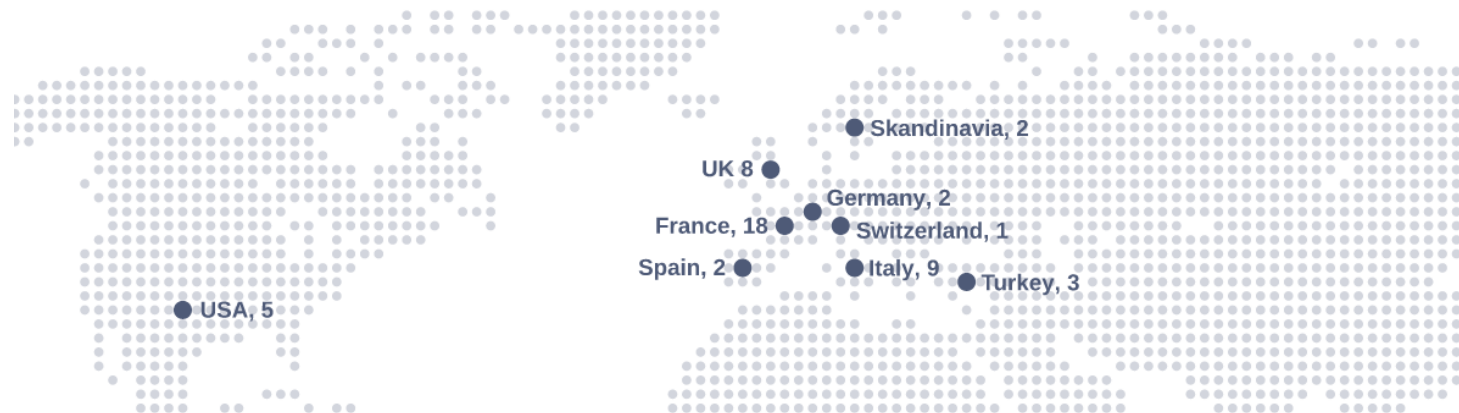 Skandinavia, 2
UK 8
Germany, 2
France, 18
Switzerland, 1
Spain, 2
Italy, 9
Turkey, 3
USA, 5